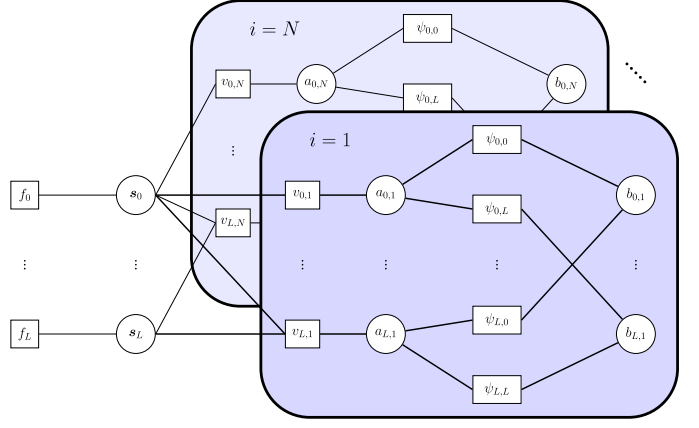 i = N
ψ0,0
v0,N
a0,N
b0,N
ψ0,L
⋮
i = 1
ψ0,0
f0
s0
v0,1
a0,1
b0,1
ψ0,L
vL,N
⋮ ⋮ ⋮ ⋮ ⋮
ψL,0
fL
sL
vL,1
aL,1
bL,1
ψL,L